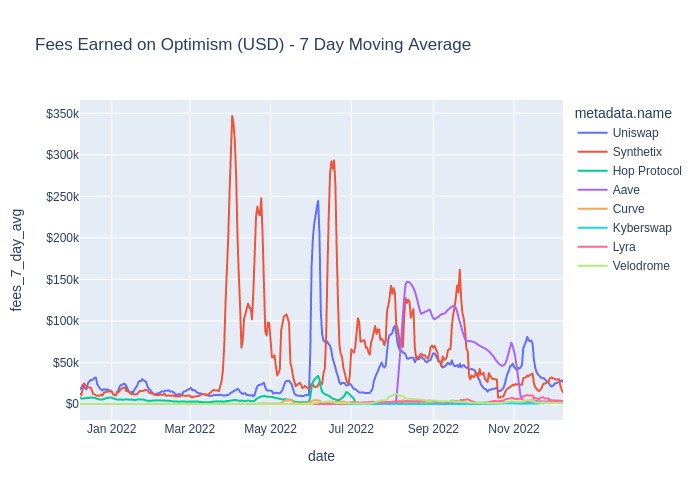 Fees Earned on Optimism (USD) - 7 Day Moving Average
metadata.name
Uniswap
Synthetix
Hop Protocol
Aave
Curve
Kyberswap
Lyra
Velodrome
fees_7_day_avg
$350k
$300k
$250k
$200k
$150k
$100k
$50k
$0
Jan 2022
Mar 2022
May 2022
Jul 2022
Sep 2022
Nov 2022
date